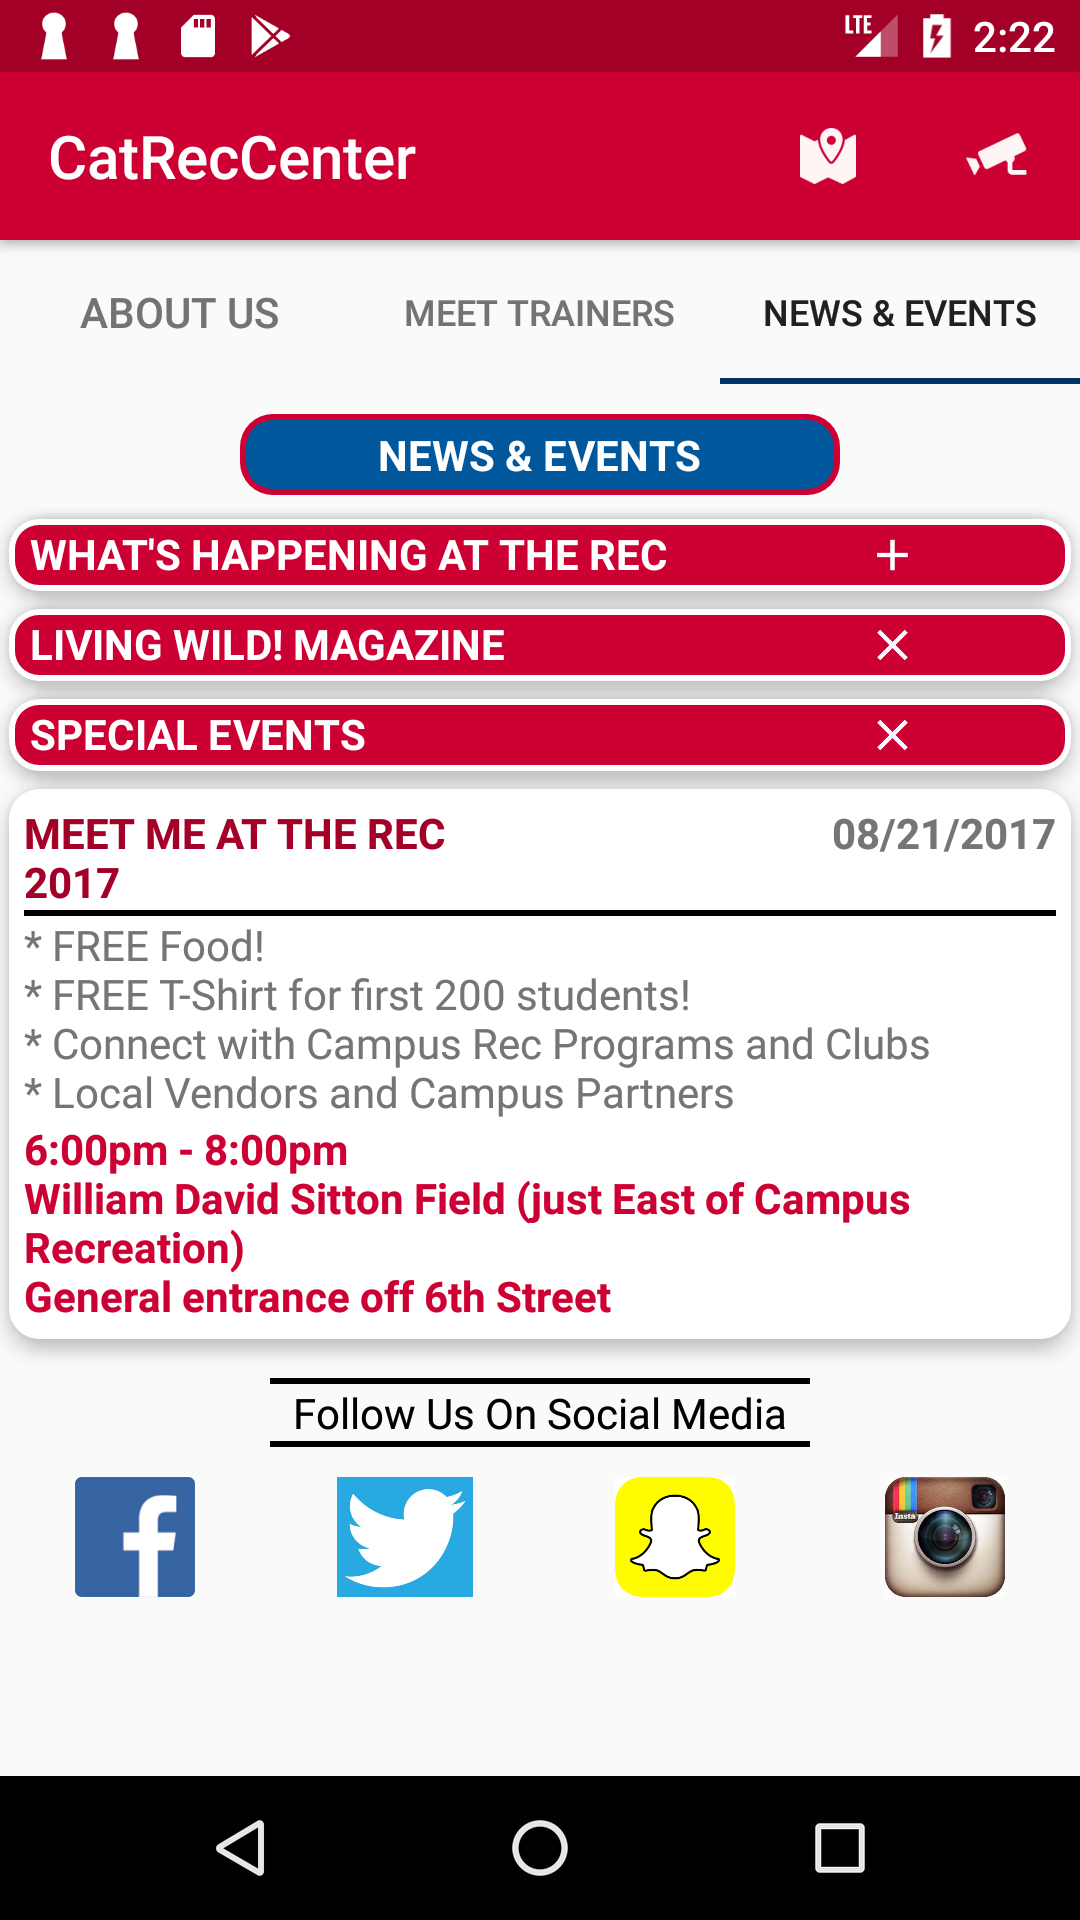 LTE 2:22
CatRecCenter
ABOUT US MEET TRAINERS NEWS & EVENTS
NEWS & EVENTS
WHAT'S HAPPENING AT THE REC
LIVING WILD! MAGAZINE
SPECIAL EVENTS
MEET ME AT THE REC 08/21/2017
2017
* FREE Food!
* FREE T-Shirt for first 200 students!
* Connect with Campus Rec Programs and Clubs
* Local Vendors and Campus Partners
6:00pm - 8:00pm
William David Sitton Field (just East of Campus
Recreation)
General entrance off 6th Street
Follow Us On Social Media
Insta